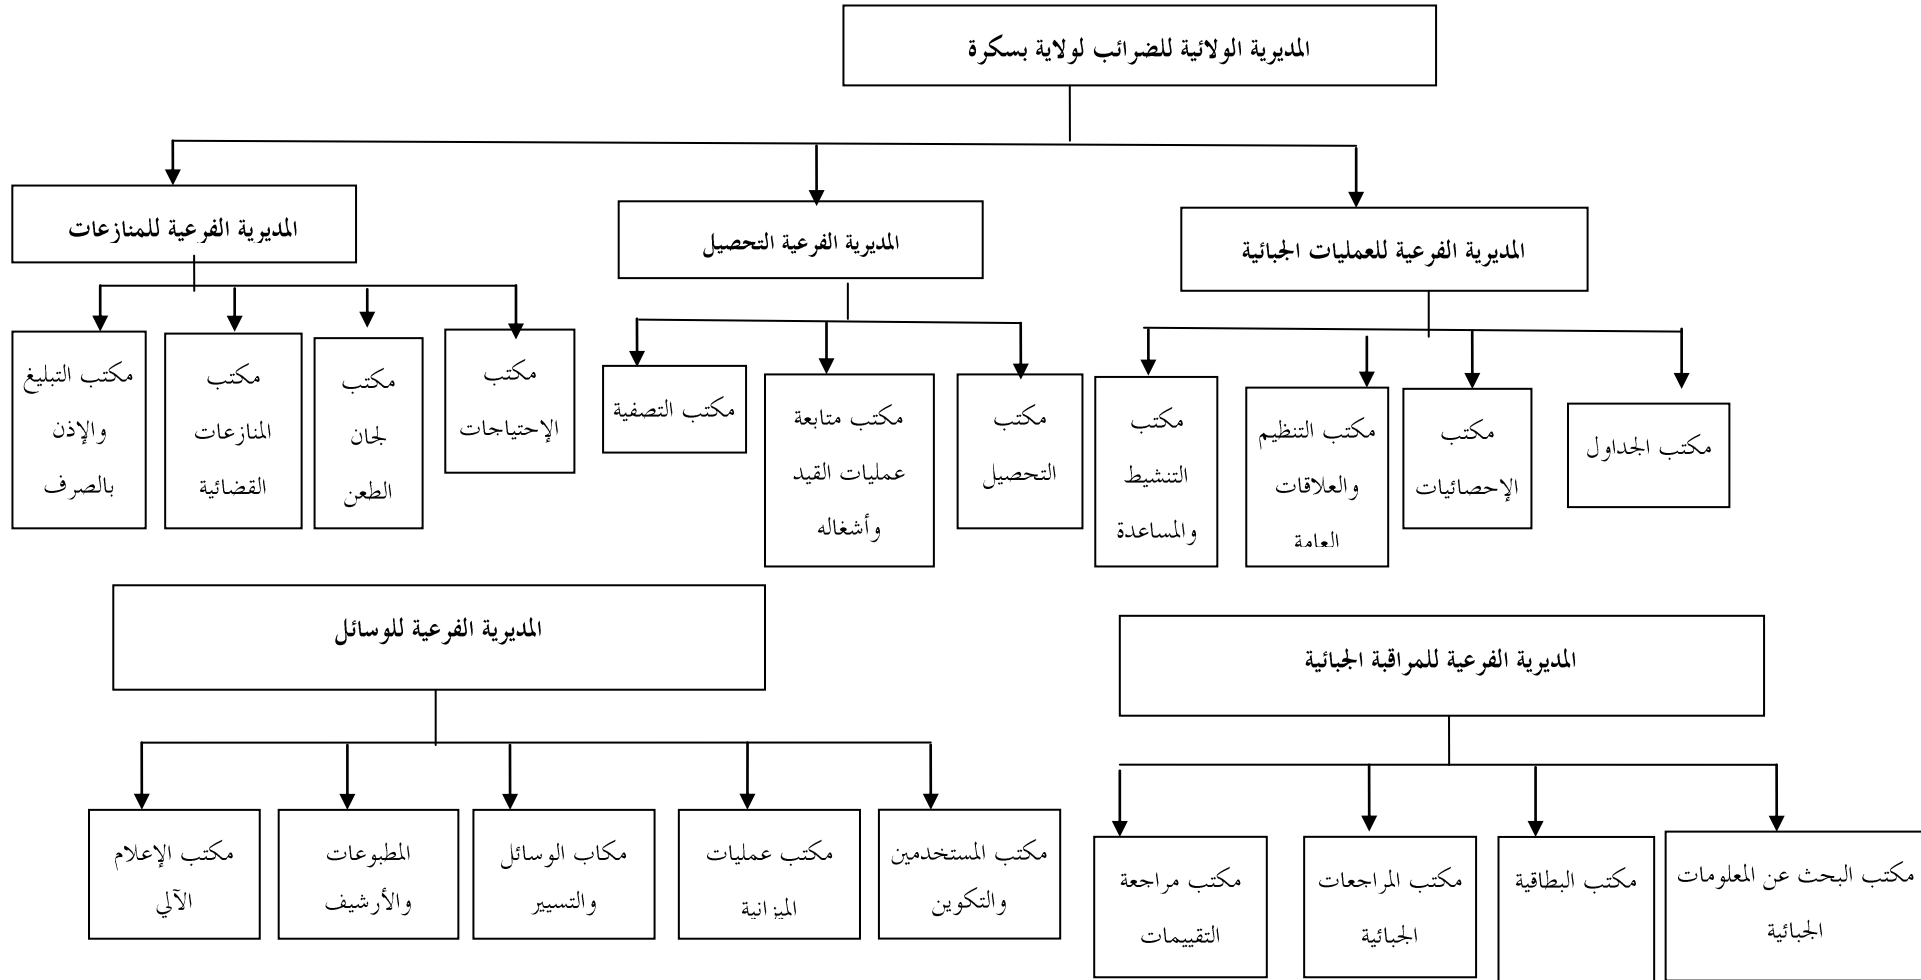 المديرية الولائية للضرائب لولاية بسكرة
المديرية الفرعية للعمليات الجبائية
المديرية الفرعية التحصيل
المديرية الفرعية للمنازعات
مكتب الجداول
مكتب
الإحصائيات
مكتب التنظيم
والعلاقات
العامة
مكتب
التنشيط
والمساعدة
مكتب
التحصيل
مكتب متابعة
عمليات القيد
وأشغاله
مكتب التصفية
مكتب
الإحتياجات
مكتب
لجان
الطعن
مكتب
المنازعات
القضائية
مكتب التبليغ
والإذن
بالصرف
المديرية الفرعية للمراقبة الجبائية
المديرية الفرعية للوسائل
مكتب البحث عن المعلومات
الجبائية
مكتب البطاقية
مكتب المراجعات
الجبائية
مكتب مراجعة
التقييمات
مكتب المستخدمين
والتكوين
مكتب عمليات
الميزانية
مكاب الوسائل
والتسيير
المطبوعات
والأرشيف
مكتب الإعلام
الآلي